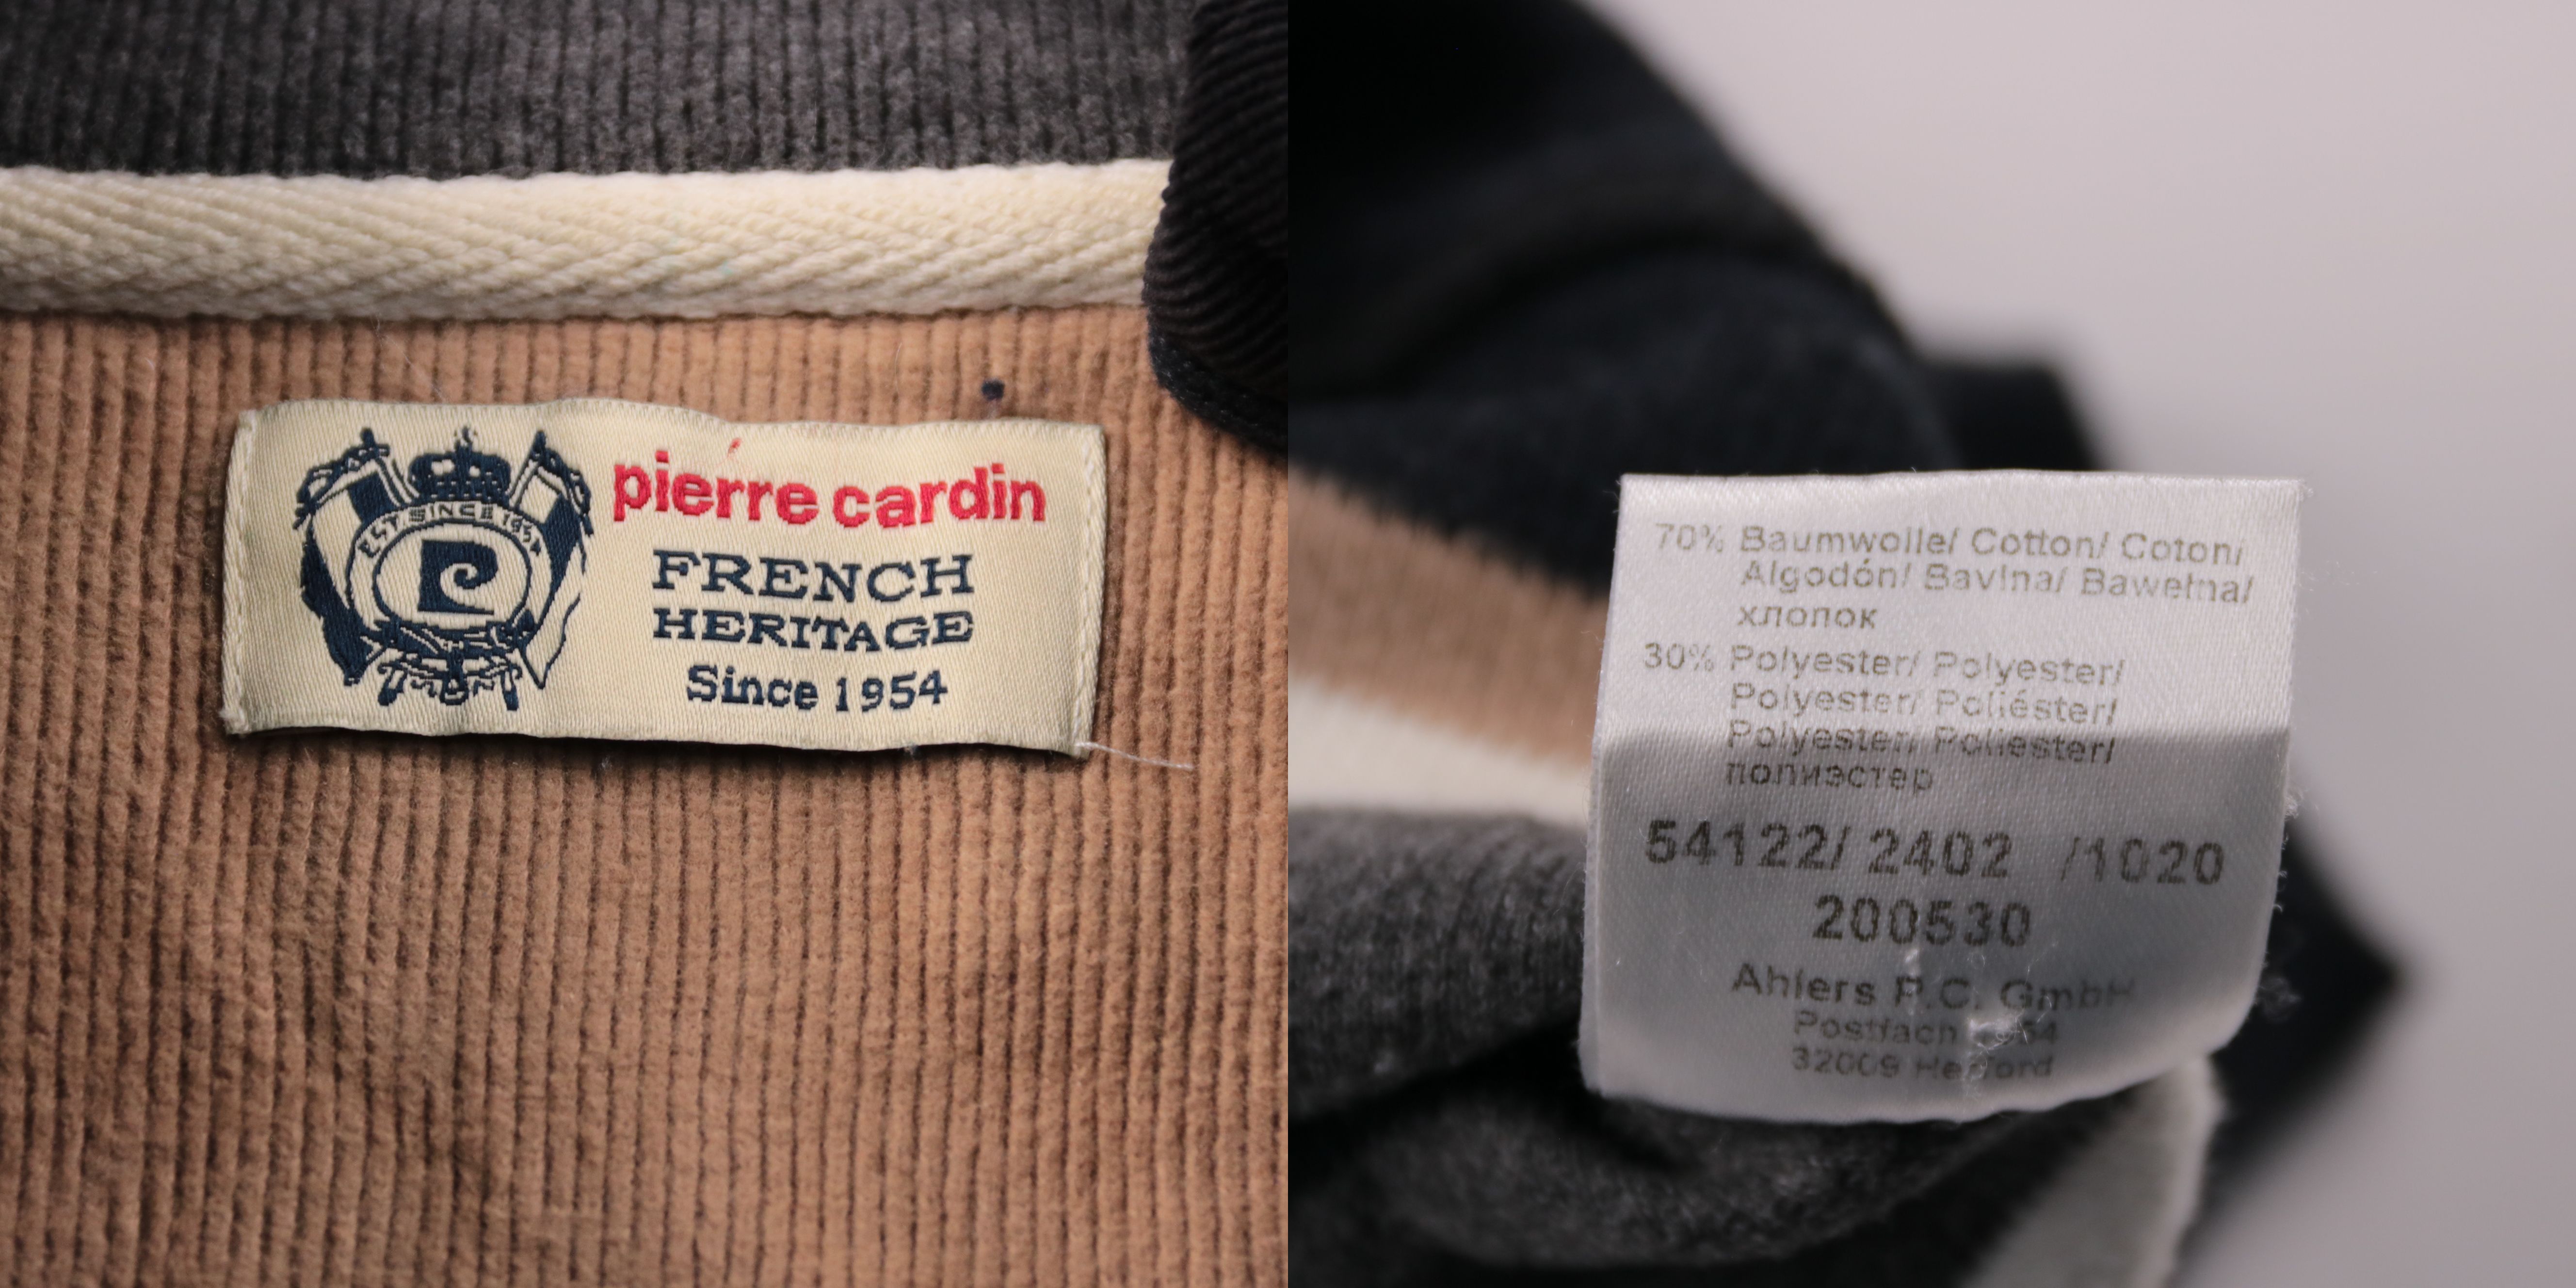 EST SINCE 1954
P
pierre cardin
FRENCH
HERITAGE
Since 1954
70% Baumwolle/ Cotton/ Coton/
Algodón/ Bavlna/ Bawełna/
хлопок
30% Polyester/ Polyester/
Polyester/ Poliéster/
Polyester/ Poliester/
полиэстер
54122/ 2402 /1020
200530
Ahlers P.C. GmbH
Postfach
32009 Herford